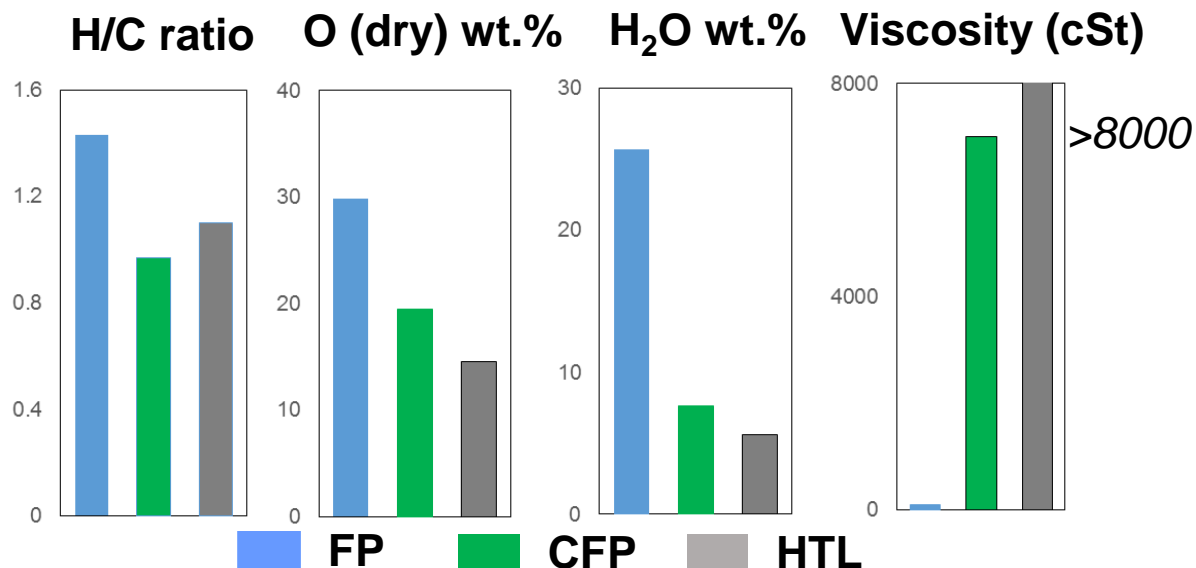 H/C ratio
O (dry) wt.%
H₂O wt.%
Viscosity (cSt)
1.6
1.2
0.8
0.4
0
40
30
20
10
0
30
20
10
0
8000
4000
0
>8000
FP
CFP
HTL